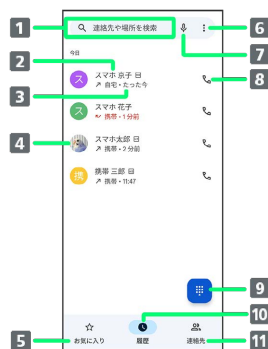 1
連絡先や場所を検索
6
7
今日
2
ス
スマホ 京子
自宅・たった今
8
3
ス
スマホ 花子
携帯・1分前
4
スマホ太郎
携帯・2分前
携
携帯 三郎
携帯・11:47
9
10
5
お気に入り
履歴
連絡先
11